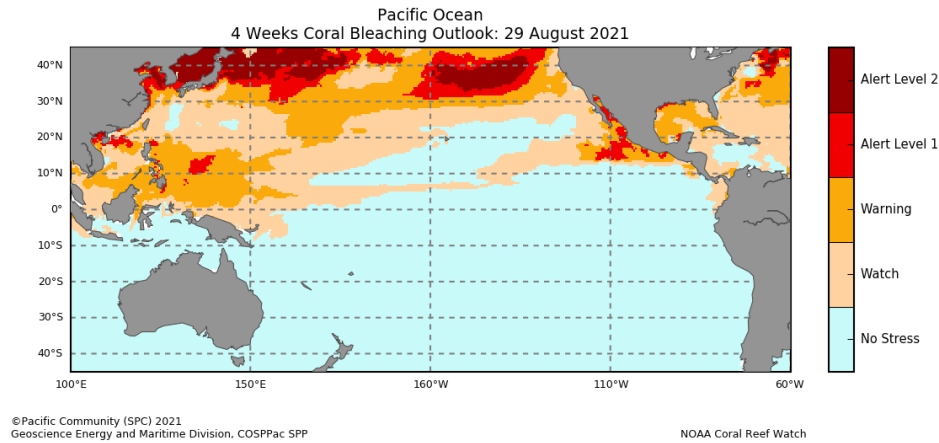 Pacific Ocean
4 Weeks Coral Bleaching Outlook: 29 August 2021
40°N
30°N
20°N
10°N
0°
10°S
20°S
30°S
40°S
100°E
150°E
160°W
110°W
60°W
Alert Level 2
Alert Level 1
Warning
Watch
No Stress
©Pacific Community (SPC) 2021
Geoscience Energy and Maritime Division, COSPPac SPP
NOAA Coral Reef Watch